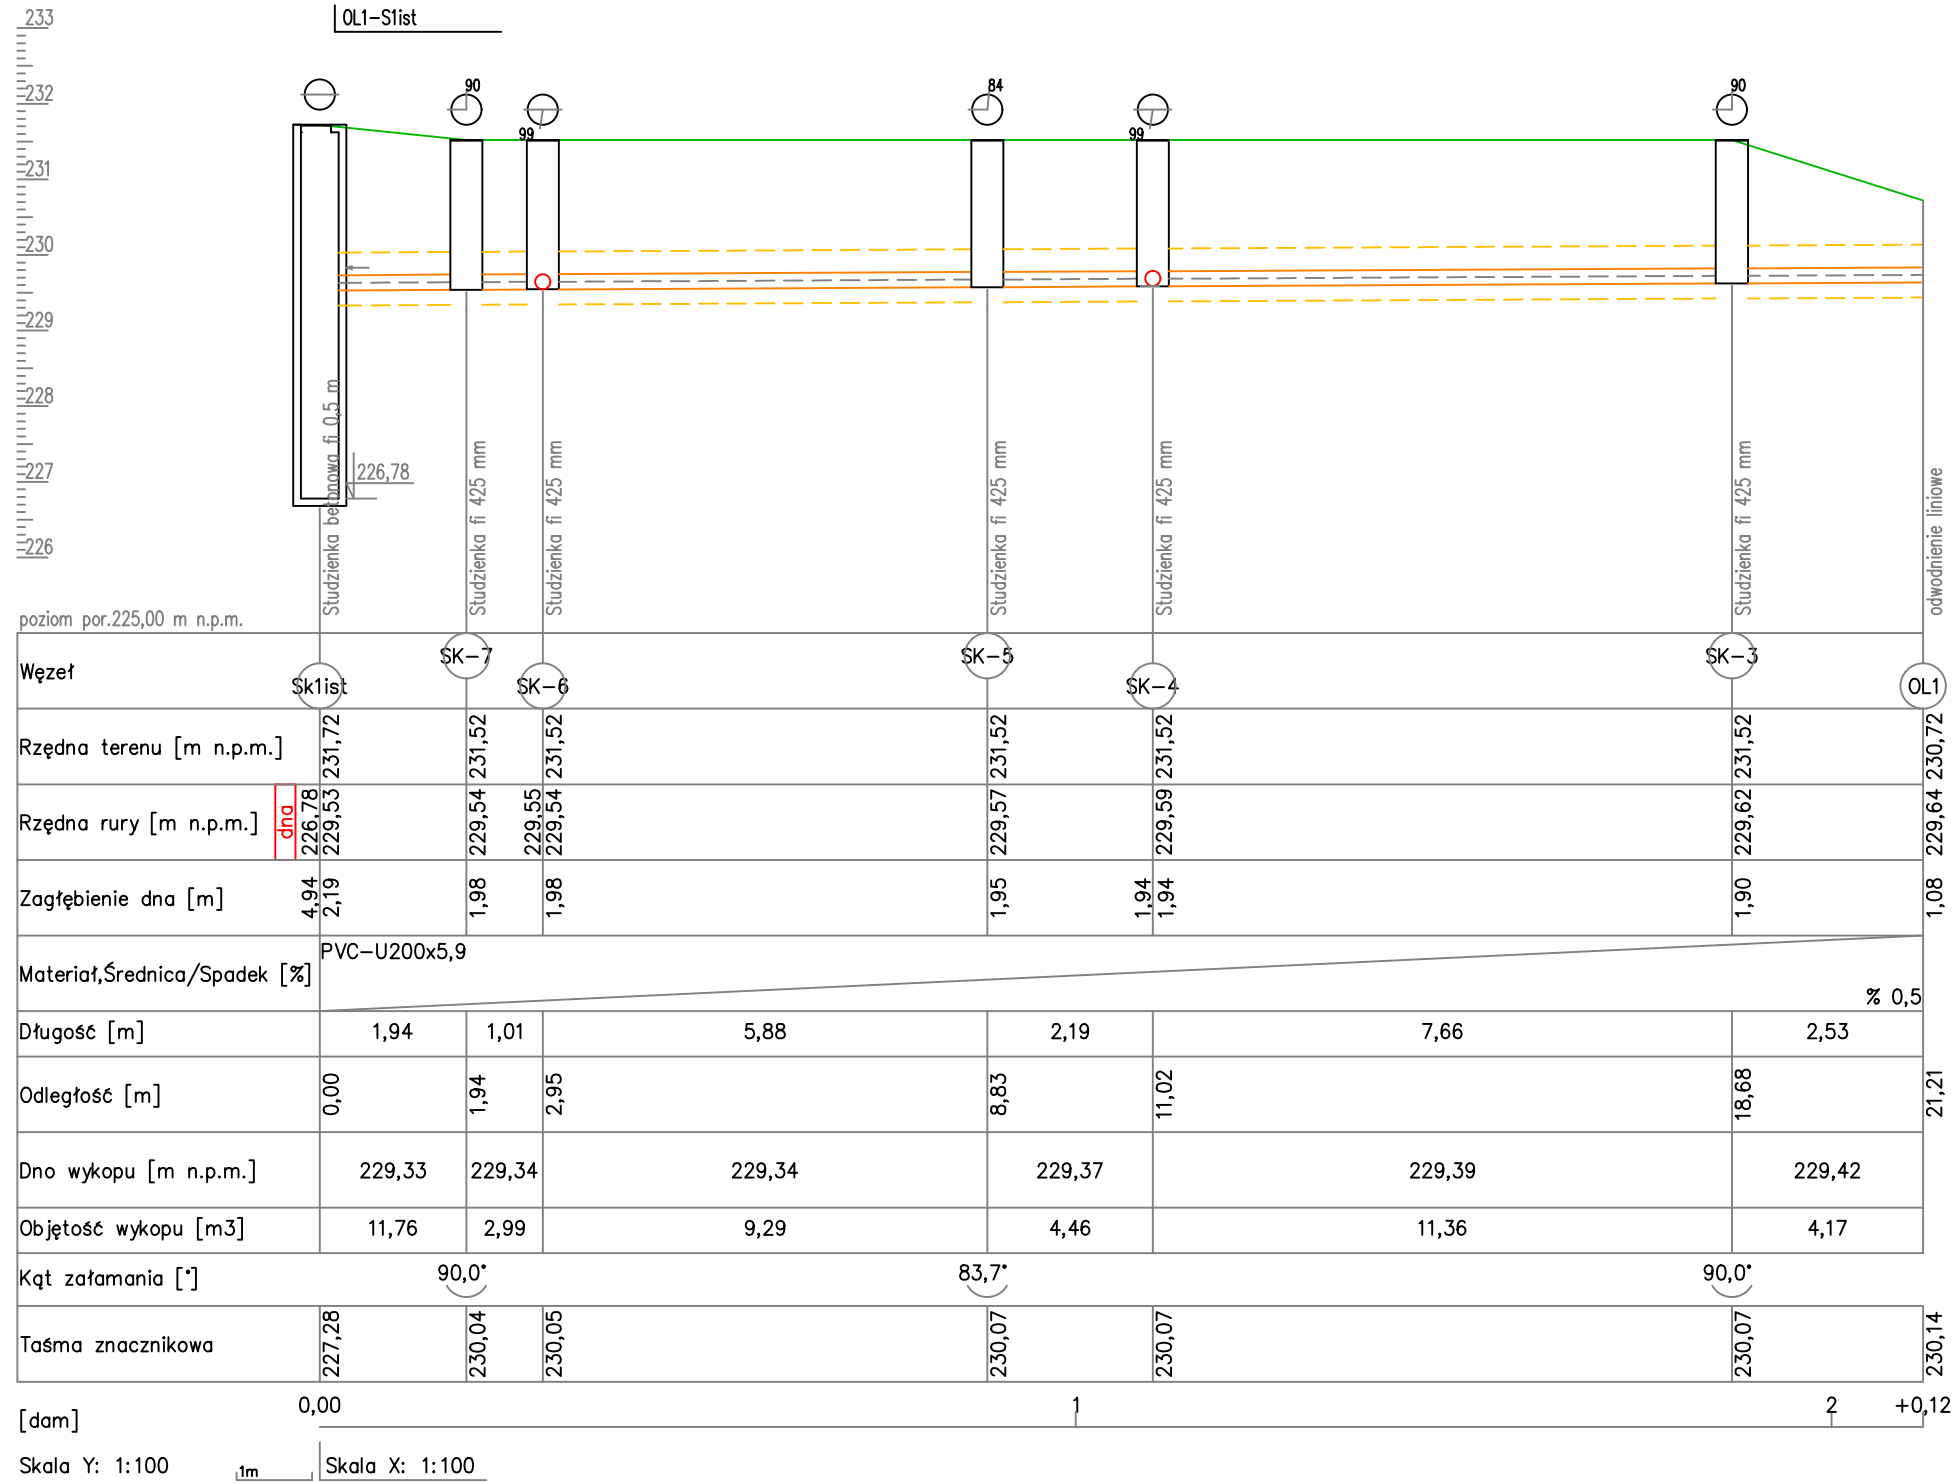 233
OL1-S1ist
232
90
99
84
99
90
231
230
229
228
227
226
226,78
Studzienka betonowa fi 0,5 m
Studzienka fi 425 mm
Studzienka fi 425 mm
Studzienka fi 425 mm
Studzienka fi 425 mm
Studzienka fi 425 mm
odwodnienie liniowe
poziom por.225,00 m n.p.m.
Węzeł Sk1ist SK-7 SK-6 SK-5 SK-4 SK-3 OL1
Rzędna terenu [m n.p.m.] 231,72 231,52 231,52 231,52 231,52 231,52 230,72
Rzędna rury [m n.p.m.] dna 226,78 229,53 229,54 229,55 229,54 229,57 229,59 229,62 229,64
Zagłębienie dna [m] 4,94 2,19 1,98 1,98 1,95 1,94 1,94 1,90 1,08
Materiał,Średnica/Spadek [%] PVC-U200x5,9 % 0,5
Długość [m] 1,94 1,01 5,88 2,19 7,66 2,53
Odległość [m] 0,00 1,94 2,95 8,83 11,02 18,68 21,21
Dno wykopu [m n.p.m.] 229,33 229,34 229,34 229,37 229,39 229,42
Objętość wykopu [m3] 11,76 2,99 9,29 4,46 11,36 4,17
Kąt załamania [°] 90,0° 83,7° 90,0°
Taśma znacznikowa 227,28 230,04 230,05 230,07 230,07 230,07 230,14
[dam] 0,00 1 2 +0,12
Skala Y: 1:100 1m Skala X: 1:100